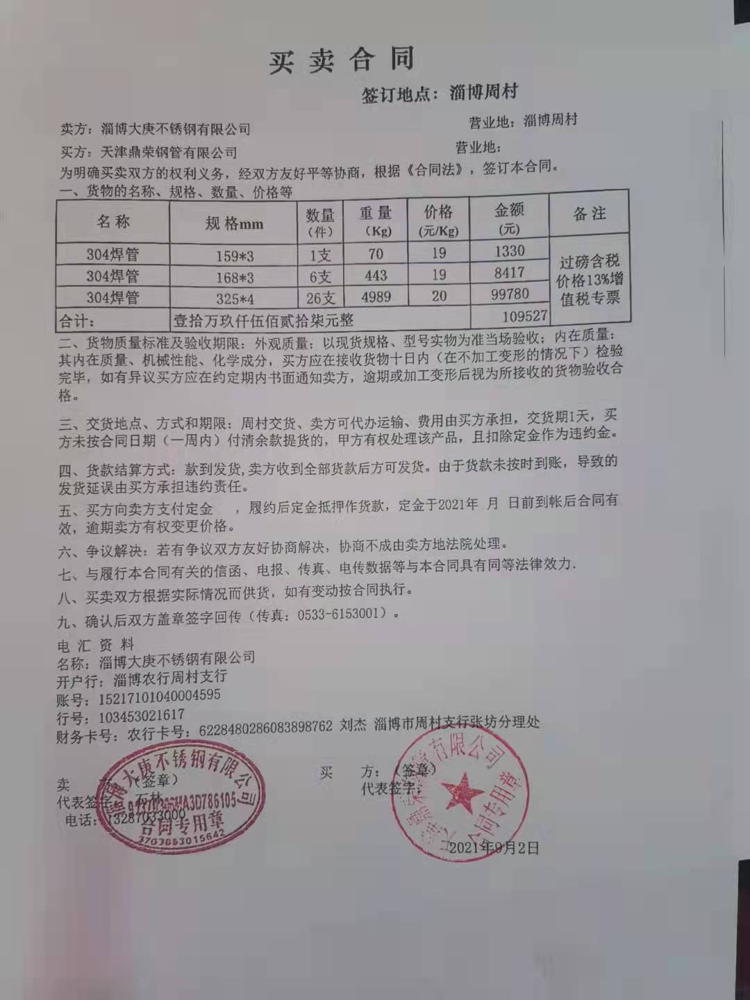 买卖合同
签订地点：淄博周村
卖方：淄博大庚不锈钢有限公司 营业地：淄博周村
买方：天津鼎荣钢管有限公司 营业地：
为明确买卖双方的权利义务，经双方友好平等协商，根据《合同法》，签订本合同。
一、货物的名称、规格、数量、价格等
名 称 规 格mm 数量（件） 重 量（Kg） 价格(元/Kg) 金额(元) 备 注
304焊管 159*3 1支 70 19 1330
304焊管 168*3 6支 443 19 8417
304焊管 325*4 26支 4989 20 99780
过磅含税
价格13%增
值税专票
合计： 壹拾万玖仟伍佰贰拾柒元整 109527
二、货物质量标准及验收期限：外观质量：以现货规格、型号实物为准当场验收；内在质量：
其内在质量、机械性能、化学成分，买方应在接收货物十日内（在不加工变形的情况下）检验
完毕，如有异议买方应在约定期内书面通知卖方，逾期或加工变形后视为所接收的货物验收合
格。
三、交货地点、方式和期限：周村交货、卖方可代办运输、费用由买方承担，交货期1天，买
方未按合同日期（一周内）付清余款提货的，甲方有权处理该产品，且扣除定金作为违约金。
四、货款结算方式：款到发货,卖方收到全部货款后方可发货。由于货款未按时到账，导致的
发货延误由买方承担违约责任。
五、买方向卖方支付定金 ，履约后定金抵押作货款，定金于2021年 月 日前到帐后合同有
效，逾期卖方有权变更价格。
六、争议解决：若有争议双方友好协商解决，协商不成由卖方地法院处理。
七、与履行本合同有关的信函、电报、传真、电传数据等与本合同具有同等法律效力.
八、买卖双方根据实际情况而供货，如有变动按合同执行。
九、确认后双方盖章签字回传（传真：0533-6153001）。
电 汇 资 料
名称：淄博大庚不锈钢有限公司
开户行：淄博农行周村支行
账号：15217101040004595
行号：103453021617
财务卡号：农行卡号：6228480286083898762 刘杰 淄博市周村支行张坊分理处
卖 方：（签章） 买 方：（签章）
代表签字： 石林 代表签字：
电话：13287033000
2021年9月2日
淄博大庚不锈钢有限公司
合同专用章
3703663015642
管有限公司
合同专用章